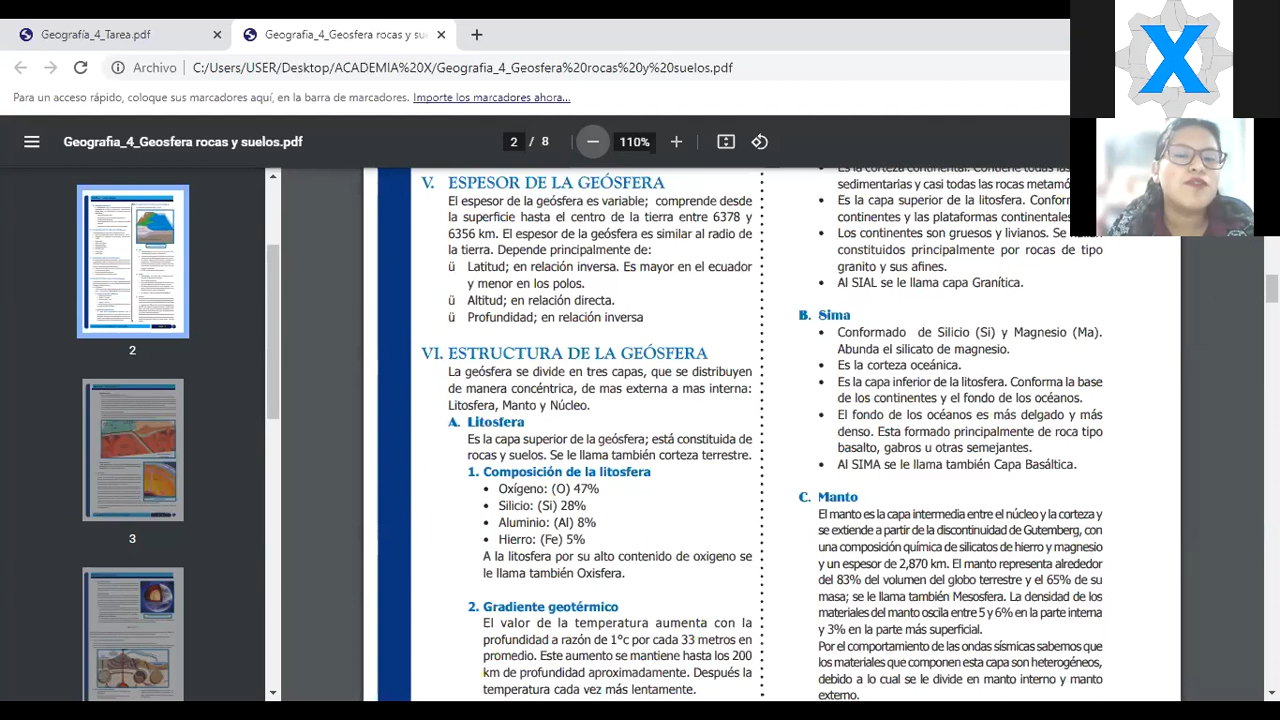 Geografía_4_Tarea.pdf
Geografia_4_Geosfera rocas y su
Archivo
C:/Users/USER/Desktop/ACADEMIA%20X/Geografia_4_Geosfera%20rocas%20y%20suelos.pdf
Para un acceso rápido, coloque sus marcadores aquí, en la barra de marcadores. Importe los marcadores ahora...
Geografia_4_Geosfera rocas y suelos.pdf
2 / 8
110%
X
2
3
V. ESPESOR DE LA GEÓSFERA
El espesor de la geósfera es variable; comprende desde
la superficie hasta el centro de la tierra entre 6378 y
6356 km. El espesor de la geósfera es similar al radio de
la tierra. Depende principalmente de:
ü Latitud; en relación inversa. Es mayor en el ecuador
y menor en los polos.
ü Altitud; en relación directa.
ü Profundidad; en relación inversa
VI. ESTRUCTURA DE LA GEÓSFERA
La geósfera se divide en tres capas, que se distribuyen
de manera concéntrica, de mas externa a mas interna:
Litosfera, Manto y Núcleo.
A. Litosfera
Es la capa superior de la geósfera; está constituida de
rocas y suelos. Se le llama también corteza terrestre.
1. Composición de la litosfera
• Oxígeno: (O) 47%
• Silicio: (Si) 28%
• Aluminio: (Al) 8%
• Hierro: (Fe) 5%
A la litosfera por su alto contenido de oxigeno se
le llama también Oxisfera.
2. Gradiente geotérmico
El valor de la temperatura aumenta con la
profundidad a razón de 1°c por cada 33 metros en
promedio. Este aumento se mantiene hasta los 200
km de profundidad aproximadamente. Después la
temperatura cada vez más lentamente.
• Es la corteza continental. Contiene todas las
sedimentarias y casi todas las rocas metamó
• Es la capa superior de la litosfera. Conform
continentes y las plataformas continentales
• Los continentes son gruesos y livianos. Se
constituidos principalmente por rocas de tipo
granito y sus afines.
• Al SIAL se le llama capa Granítica.
B. Sima
• Conformado de Silicio (Si) y Magnesio (Ma).
Abunda el silicato de magnesio.
• Es la corteza oceánica.
• Es la capa inferior de la litosfera. Conforma la base
de los continentes y el fondo de los océanos.
• El fondo de los océanos es más delgado y más
denso. Esta formado principalmente de roca tipo
basalto, gabros u otras semejantes.
• Al SIMA se le llama también Capa Basáltica.
C. Manto
El manto es la capa intermedia entre el núcleo y la corteza y
se extiende a partir de la discontinuidad de Gutemberg, con
una composición química de silicatos de hierro y magnesio
y un espesor de 2,870 km. El manto representa alrededor
del 83% del volumen del globo terrestre y el 65% de su
masa; se le llama también Mesosfera. La densidad de los
materiales del manto oscila entre 5 y 6% en la parte interna
y 3% en la parte más superficial.
Por el comportamiento de las ondas sísmicas sabemos que
los materiales que componen esta capa son heterogéneos,
debido a lo cual se le divide en manto interno y manto
externo.